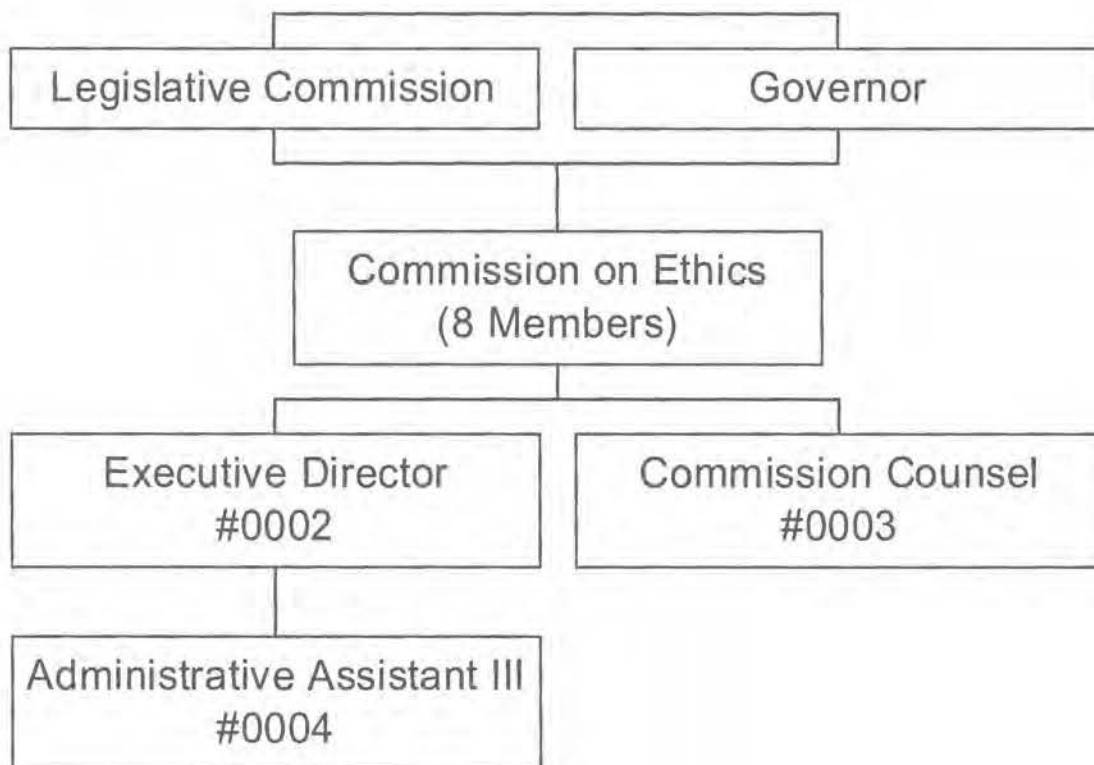 Legislative Commission
Governor
Commission on Ethics
(8 Members)
Executive Director
#0002
Commission Counsel
#0003
Administrative Assistant III
#0004